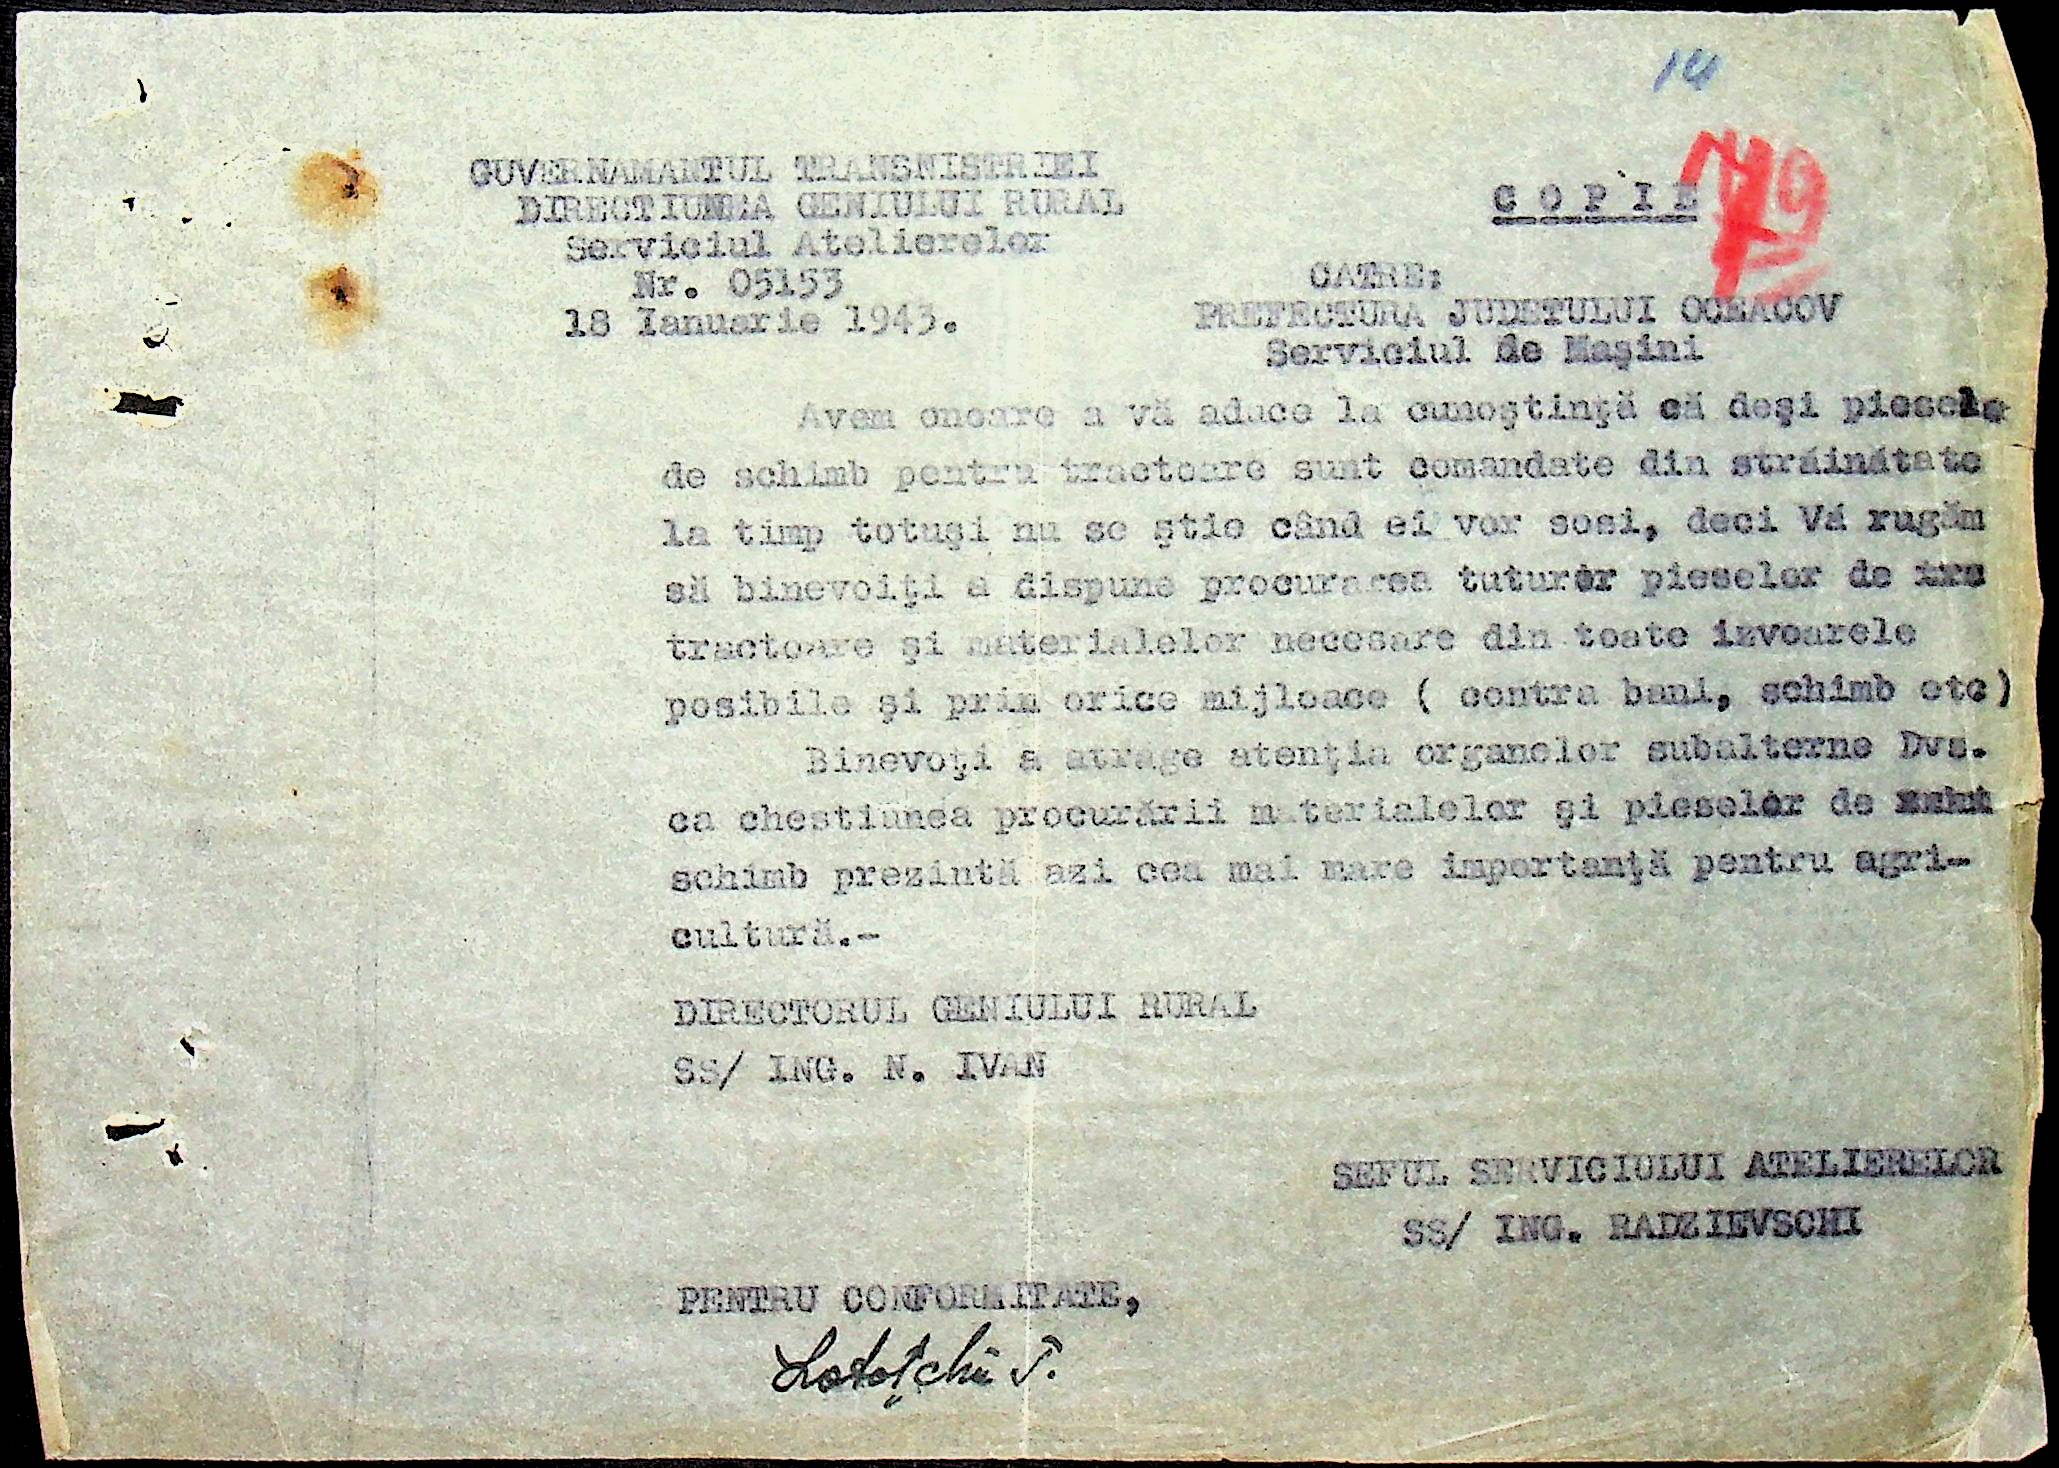 14
79
GUVERNAMANTUL TRANSNISTRIEI
DIRECTIUNEA GENIULUI RURAL
Serviciul Atelierelor
Nr. 05153
18 Ianuarie 1943.
COPIE
CATRE:
PREFECTURA JUDETULUI OCEACOV
Serviciul de Maşini
Avem onoare a vă aduce la cunoştinţă că deşi piesele
de schimb pentru tractoare sunt comandate din străinătate
la timp totuşi nu se ştie când ei vor sosi, deci Vă rugăm
să binevoiţi a dispune procurarea tuturor pieselor de
tractoare şi materialelor necesare din toate izvoarele
posibile şi prin orice mijloace ( contra bani, schimb etc)
Binevoţi a atrage atenţia organelor subalterne Dvs.
ca chestiunea procurării materialelor şi pieselor de
schimb prezintă azi cea mai mare importanţă pentru agri-
cultură.-
DIRECTORUL GENIULUI RURAL
SS/ ING. N. IVAN
SEFUL SERVICIULUI ATELIERELOR
SS/ ING. RADZIEVSCHI
PENTRU CONFORMITATE,